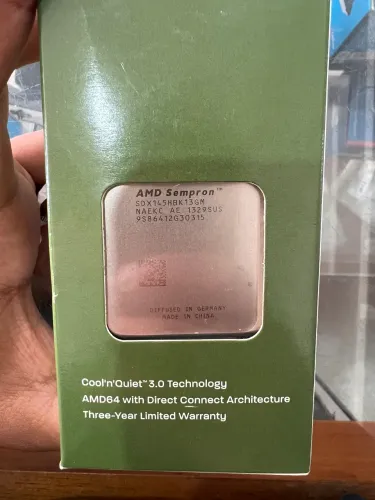 AMD Sempron™
SDX145HBK13GM
NAEKC AE 1329SUS
9SB6412G30315
DIFFUSED IN GERMANY
MADE IN CHINA
Cool'n'Quiet™ 3.0 Technology
AMD64 with Direct Connect Architecture
Three-Year Limited Warranty